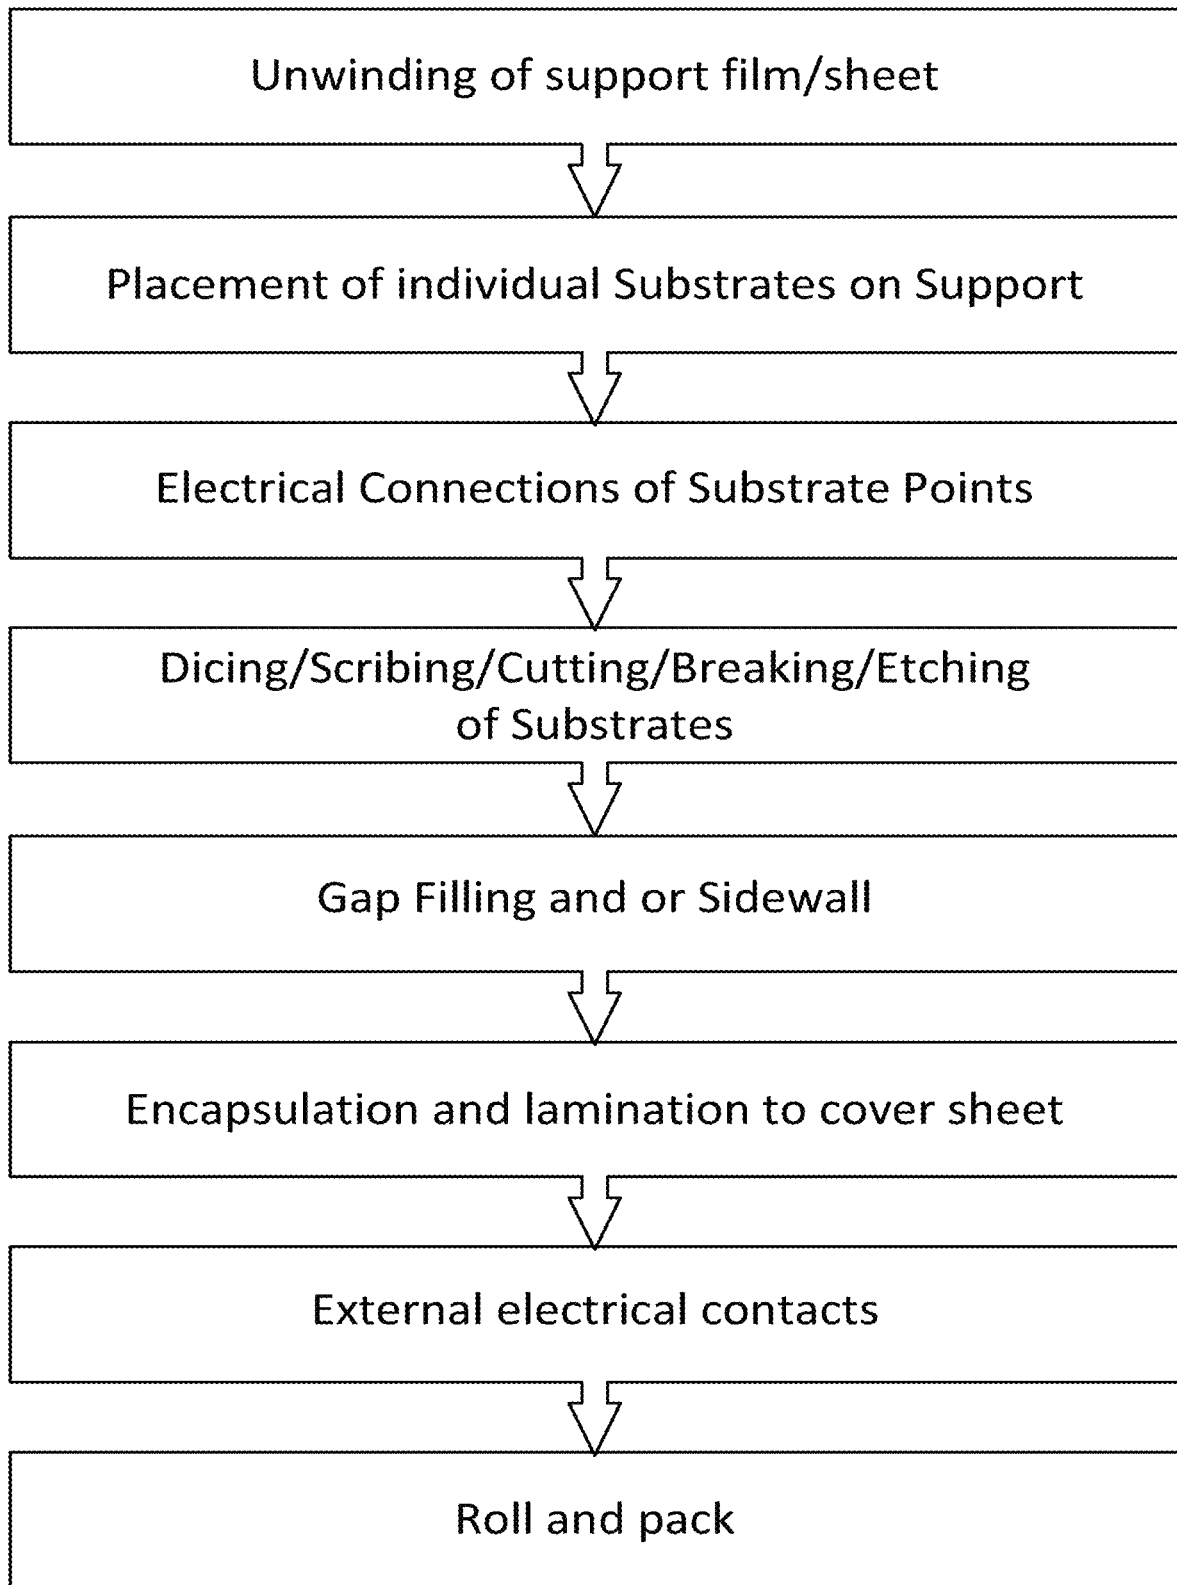 Unwinding of support film/sheet
Placement of individual Substrates on Support
Electrical Connections of Substrate Points
Dicing/Scribing/Cutting/Breaking/Etching
of Substrates
Gap Filling and or Sidewall
Encapsulation and lamination to cover sheet
External electrical contacts
Roll and pack